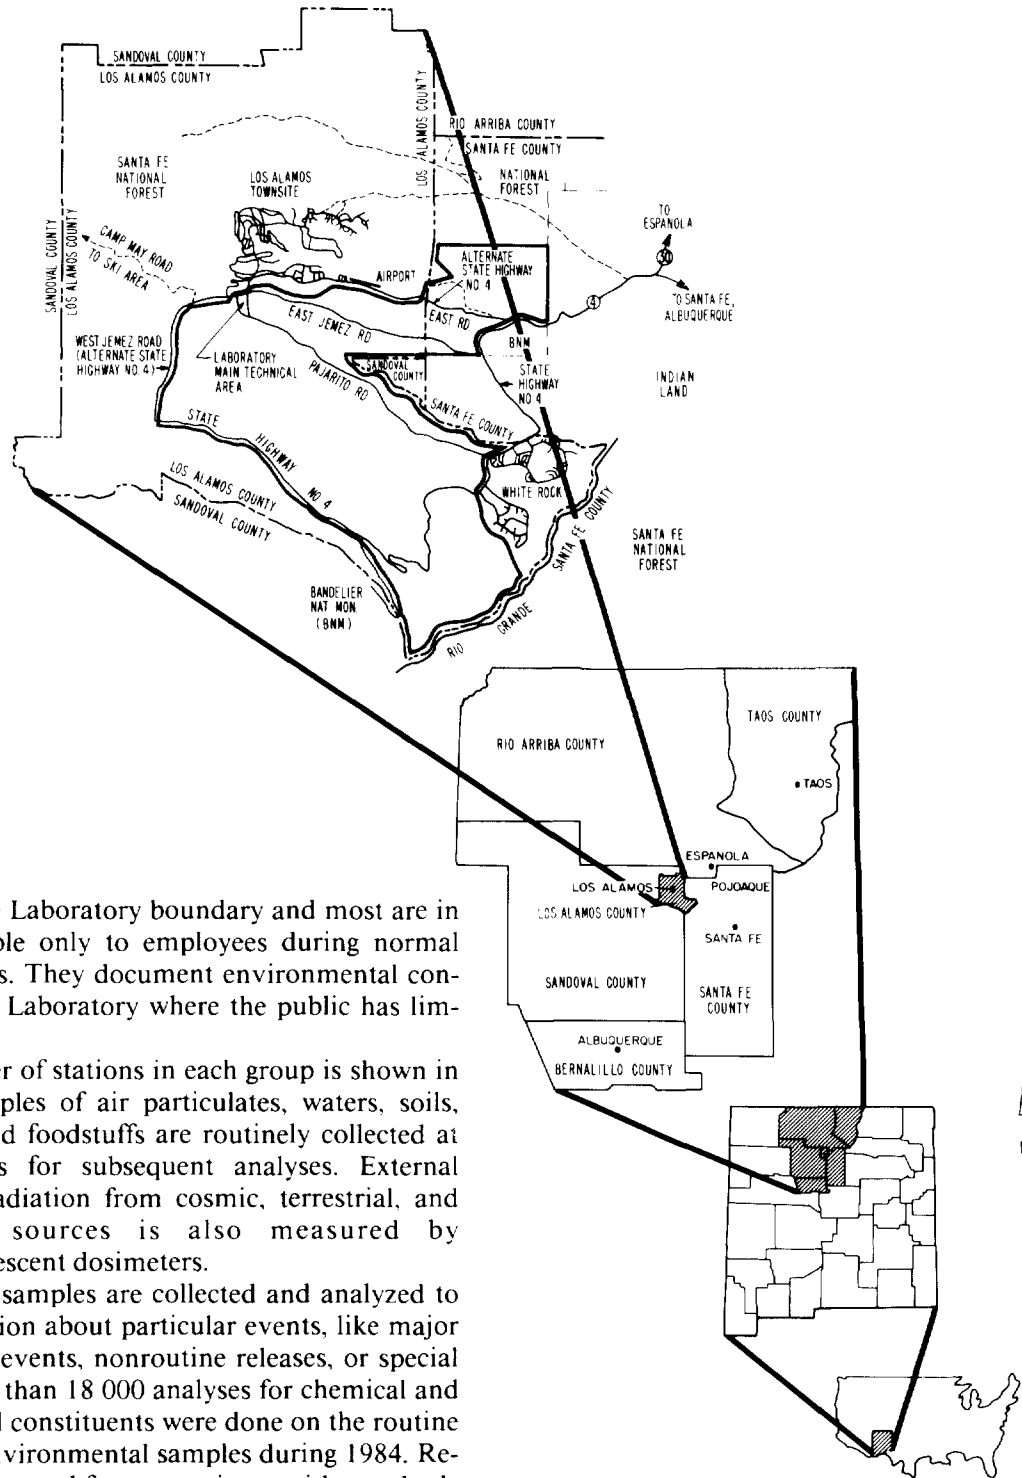 SANDOVAL COUNTY
LOS ALAMOS COUNTY
LOS ALAMOS COUNTY
RIO ARRIBA COUNTY
SANTA FE COUNTY
SANTA FE
NATIONAL
FOREST
LOS ALAMOS
TOWNSITE
NATIONAL
FOREST
TO
ESPANOLA
30
SANDOVAL COUNTY
LOS ALAMOS COUNTY
CAMP MAY ROAD
TO SKI AREA
AIRPORT
ALTERNATE
STATE HIGHWAY
NO. 4
4
TO SANTA FE,
ALBUQUERQUE
EAST JEMEZ RD
EAST RD
BNM
WEST JEMEZ ROAD
(ALTERNATE STATE
HIGHWAY NO. 4)
LABORATORY
MAIN TECHNICAL
AREA
PAJARITO RD
SANDOVAL
COUNTY
STATE
HIGHWAY
NO 4
INDIAN
LAND
SANTA FE COUNTY
STATE
HIGHWAY
NO 4
LOS ALAMOS COUNTY
SANDOVAL COUNTY
WHITE ROCK
SANTA FE COUNTY
SANTA FE
NATIONAL
FOREST
BANDELIER
NAT MON
(BNM)
RIO
GRANDE
TAOS COUNTY
RIO ARRIBA COUNTY
TAOS
ESPANOLA
LOS ALAMOS
POJOAQUE
LOS ALAMOS COUNTY
SANTA FE
SANDOVAL COUNTY
SANTA FE
COUNTY
ALBUQUERQUE
BERNALILLO COUNTY
Laboratory boundary and most are in
ble only to employees during normal
s. They document environmental con-
Laboratory where the public has lim-
er of stations in each group is shown in
ples of air particulates, waters, soils,
d foodstuffs are routinely collected at
s for subsequent analyses. External
adiation from cosmic, terrestrial, and
sources is also measured by
escent dosimeters.
samples are collected and analyzed to
ion about particular events, like major
events, nonroutine releases, or special
than 18 000 analyses for chemical and
l constituents were done on the routine
nvironmental samples during 1984. Re-